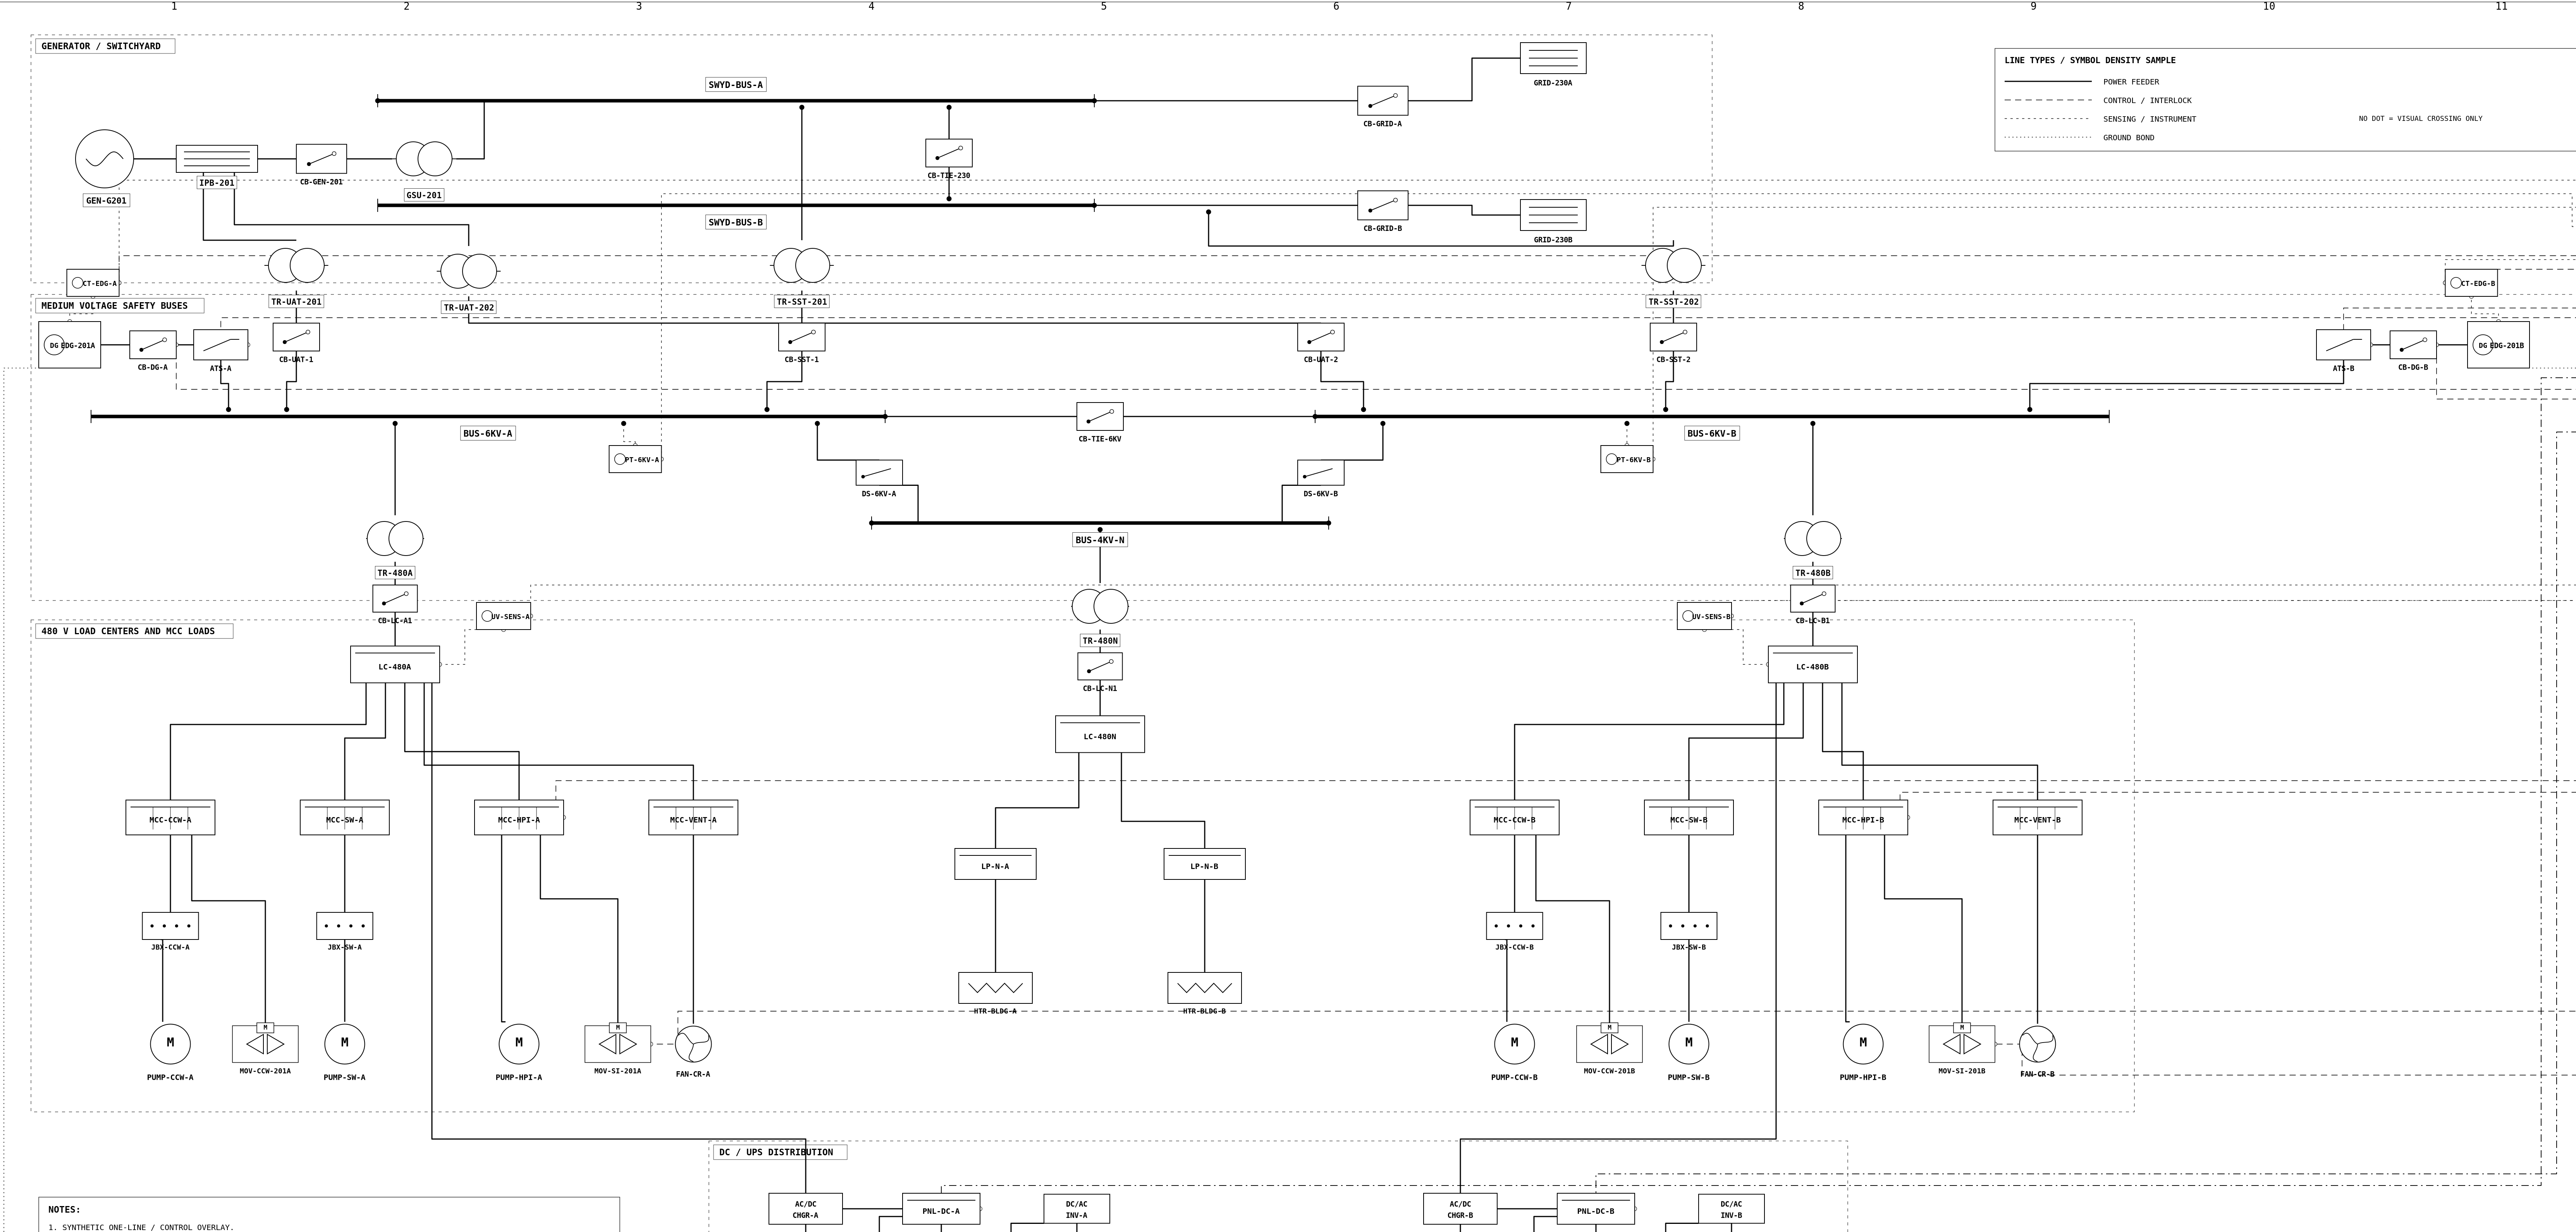 1 2 3 4 5 6 7 8 9 10 11
GENERATOR / SWITCHYARD
LINE TYPES / SYMBOL DENSITY SAMPLE
POWER FEEDER
CONTROL / INTERLOCK
SENSING / INSTRUMENT
NO DOT = VISUAL CROSSING ONLY
GROUND BOND
SWYD-BUS-A
GRID-230A
CB-GRID-A
CB-TIE-230
IPB-201
CB-GEN-201
GSU-201
GEN-G201
SWYD-BUS-B
CB-GRID-B
GRID-230B
CT-EDG-A
CT-EDG-B
MEDIUM VOLTAGE SAFETY BUSES
TR-UAT-201
TR-UAT-202
TR-SST-201
TR-SST-202
DG EDG-201A
CB-DG-A
ATS-A
CB-UAT-1
CB-SST-1
CB-UAT-2
CB-SST-2
ATS-B
CB-DG-B
DG EDG-201B
BUS-6KV-A
CB-TIE-6KV
BUS-6KV-B
PT-6KV-A
PT-6KV-B
DS-6KV-A
DS-6KV-B
BUS-4KV-N
TR-480A
TR-480B
CB-LC-A1
UV-SENS-A
UV-SENS-B
CB-LC-B1
480 V LOAD CENTERS AND MCC LOADS
TR-480N
LC-480A
LC-480B
CB-LC-N1
LC-480N
MCC-CCW-A
MCC-SW-A
MCC-HPI-A
MCC-VENT-A
MCC-CCW-B
MCC-SW-B
MCC-HPI-B
MCC-VENT-B
LP-N-A
LP-N-B
JBX-CCW-A
JBX-SW-A
JBX-CCW-B
JBX-SW-B
HTR-BLDG-A
HTR-BLDG-B
M
M
M
M
M
M
M
M
M
M
PUMP-CCW-A
MOV-CCW-201A
PUMP-SW-A
PUMP-HPI-A
MOV-SI-201A
FAN-CR-A
PUMP-CCW-B
MOV-CCW-201B
PUMP-SW-B
PUMP-HPI-B
MOV-SI-201B
FAN-CR-B
DC / UPS DISTRIBUTION
AC/DC
CHGR-A
PNL-DC-A
DC/AC
INV-A
AC/DC
CHGR-B
PNL-DC-B
DC/AC
INV-B
NOTES:
1. SYNTHETIC ONE-LINE / CONTROL OVERLAY.